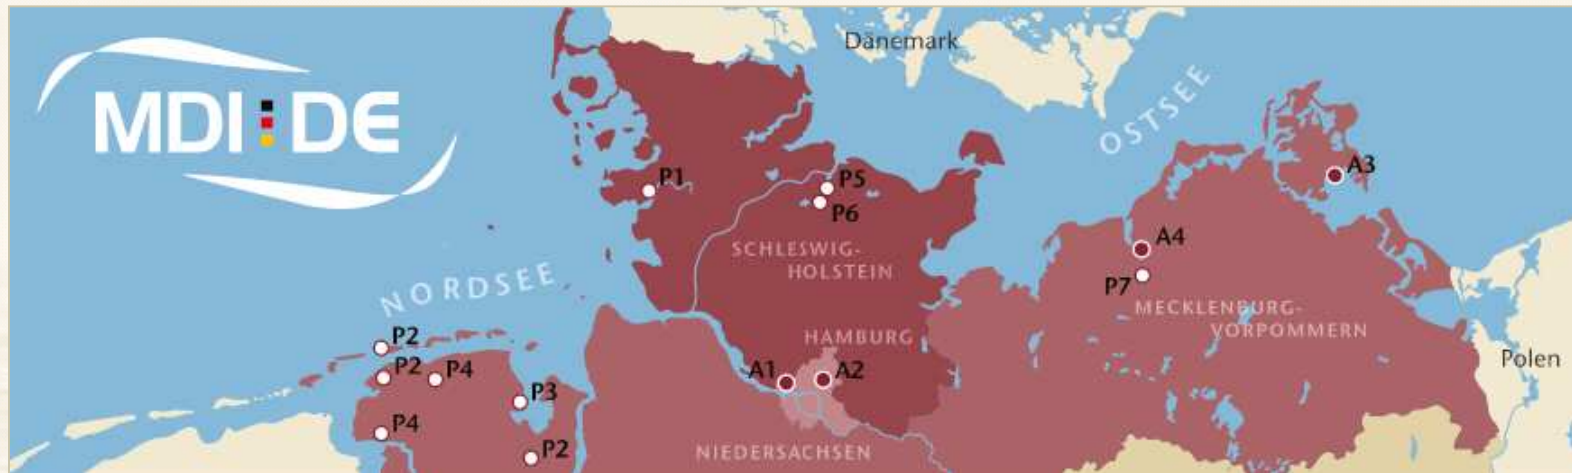 Dänemark
MDI:DE
OSTSEE
P1
P5
P6
A3
SCHLESWIG-
HOLSTEIN
A4
P7
NORDSEE
MECKLENBURG-
VORPOMMERN
HAMBURG
P2
P2
P4
A1
A2
Polen
P3
P4
P2
NIEDERSACHSEN